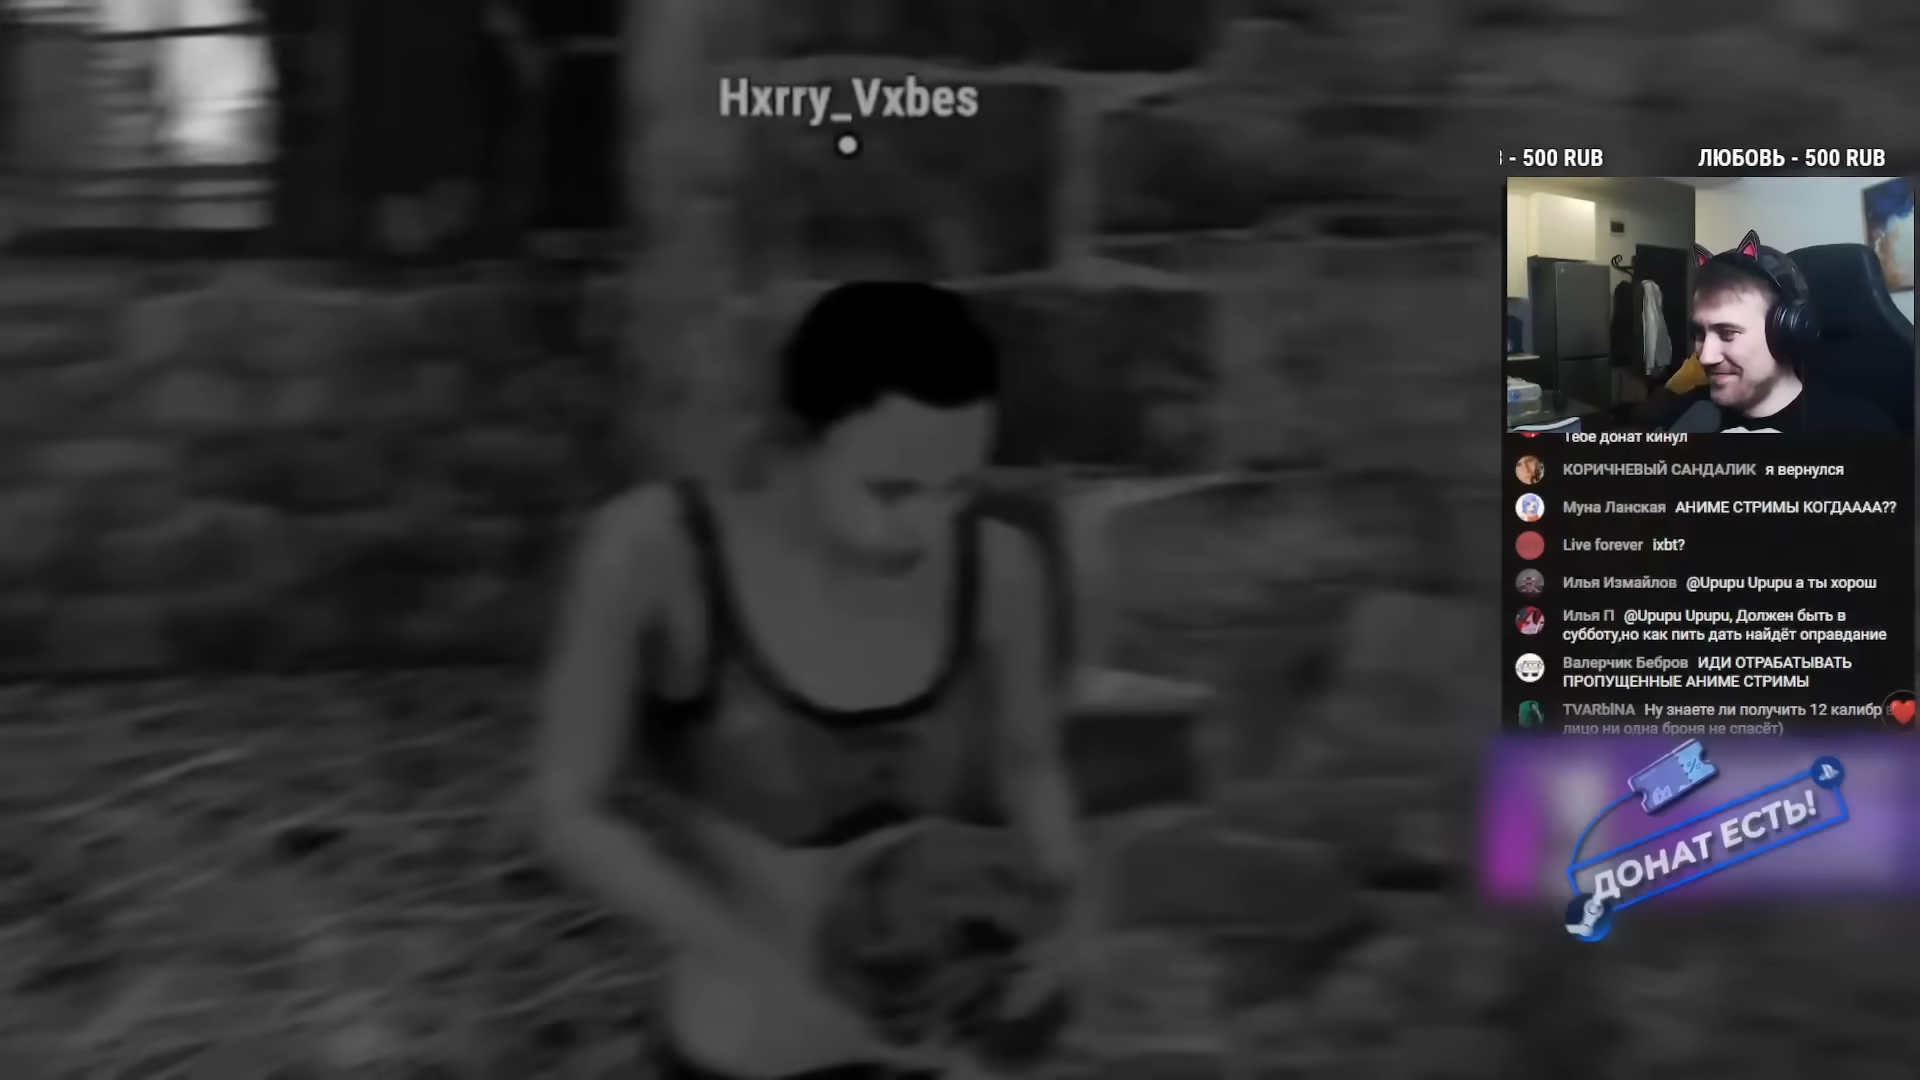 Hxrry_Vxbes
- 500 RUB
ЛЮБОВЬ - 500 RUB
Тебе донат кинул
КОРИЧНЕВЫЙ САНДАЛИК я вернулся
Муна Ланская АНИМЕ СТРИМЫ КОГДАААА??
Live forever ixbt?
Илья Измайлов @Upupu Upupu а ты хорош
Илья П @Upupu Upupu, Должен быть в
субботу,но как пить дать найдёт оправдание
Валерчик Бебров ИДИ ОТРАБАТЫВАТЬ
ПРОПУЩЕННЫЕ АНИМЕ СТРИМЫ
TVARblNA Ну знаете ли получить 12 калибр в
лицо ни одна броня не спасёт)
ДОНАТ ЕСТЬ!